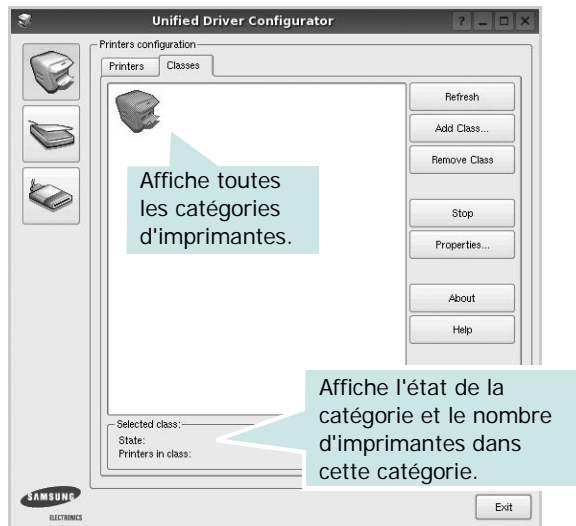 Unified Driver Configurator
Printers configuration
Printers
Classes
Refresh
Add Class...
Remove Class
Affiche toutes
les catégories
d'imprimantes.
Stop
Properties...
About
Help
Affiche l'état de la
catégorie et le nombre
d'imprimantes dans
cette catégorie.
Selected class:
State:
Printers in class:
SAMSUNG
ELECTRONICS
Exit